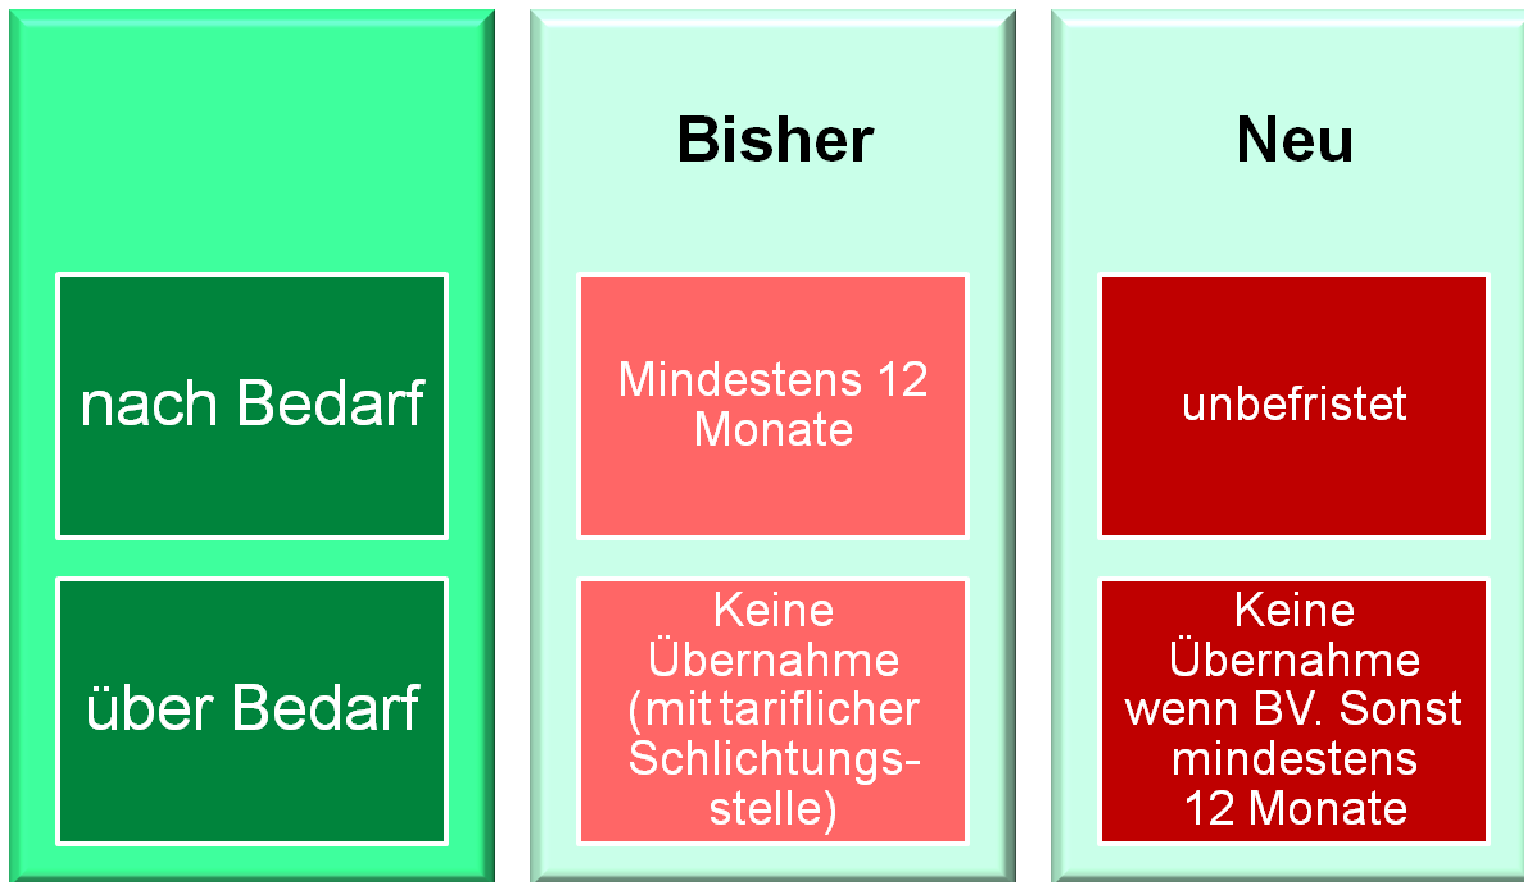 Bisher
Neu
nach Bedarf
Mindestens 12
Monate
unbefristet
über Bedarf
Keine
Übernahme
(mit tariflicher
Schlichtungs-
stelle)
Keine
Übernahme
wenn BV. Sonst
mindestens
12 Monate